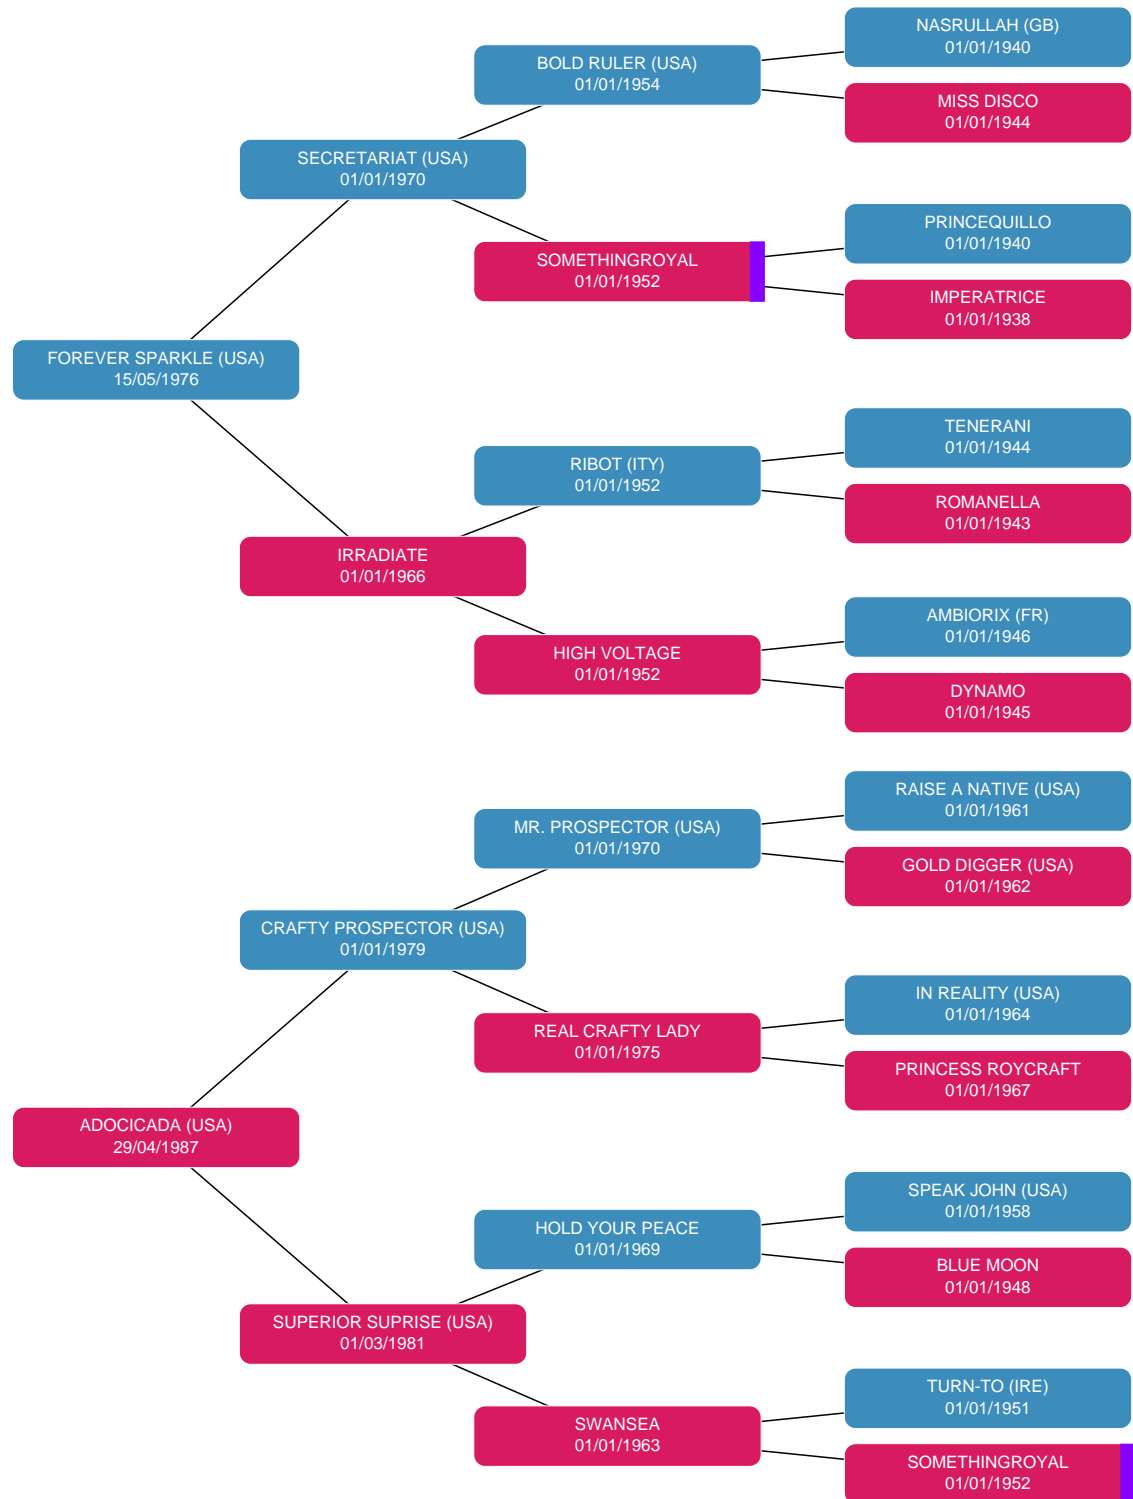 NASRULLAH (GB)
01/01/1940
BOLD RULER (USA)
01/01/1954
MISS DISCO
01/01/1944
SECRETARIAT (USA)
01/01/1970
PRINCEQUILLO
01/01/1940
SOMETHINGROYAL
01/01/1952
IMPERATRICE
01/01/1938
FOREVER SPARKLE (USA)
15/05/1976
TENERANI
01/01/1944
RIBOT (ITY)
01/01/1952
ROMANELLA
01/01/1943
IRRADIATE
01/01/1966
AMBIORIX (FR)
01/01/1946
HIGH VOLTAGE
01/01/1952
DYNAMO
01/01/1945
RAISE A NATIVE (USA)
01/01/1961
MR. PROSPECTOR (USA)
01/01/1970
GOLD DIGGER (USA)
01/01/1962
CRAFTY PROSPECTOR (USA)
01/01/1979
IN REALITY (USA)
01/01/1964
REAL CRAFTY LADY
01/01/1975
PRINCESS ROYCRAFT
01/01/1967
ADOCICADA (USA)
29/04/1987
SPEAK JOHN (USA)
01/01/1958
HOLD YOUR PEACE
01/01/1969
BLUE MOON
01/01/1948
SUPERIOR SUPRISE (USA)
01/03/1981
TURN-TO (IRE)
01/01/1951
SWANSEA
01/01/1963
SOMETHINGROYAL
01/01/1952